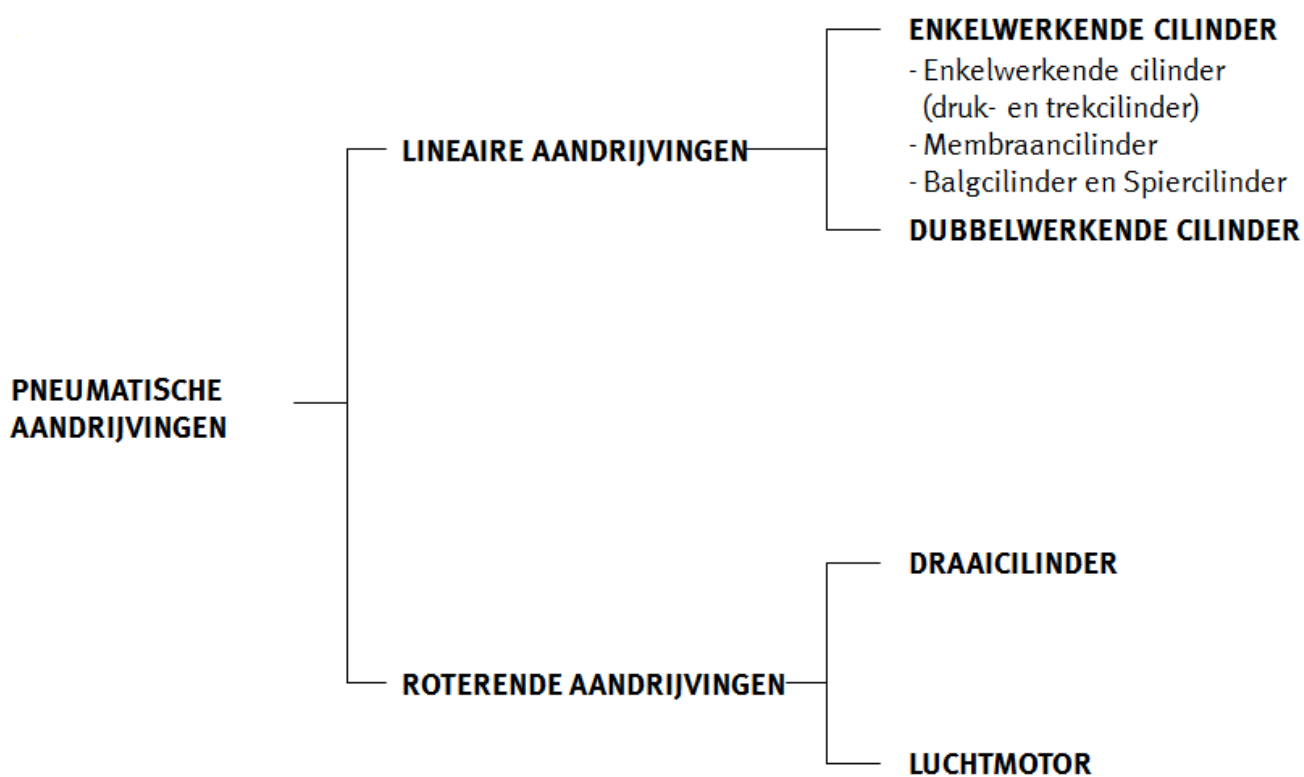 ENKELWERKENDE CILINDER
- Enkelwerkende cilinder
(druk- en trekcilinder)
- Membraancilinder
- Balgcilinder en Spiercilinder
LINEAIRE AANDRIJVINGEN
DUBBELWERKENDE CILINDER
PNEUMATISCHE
AANDRIJVINGEN
DRAAICILINDER
ROTERENDE AANDRIJVINGEN
LUCHTMOTOR